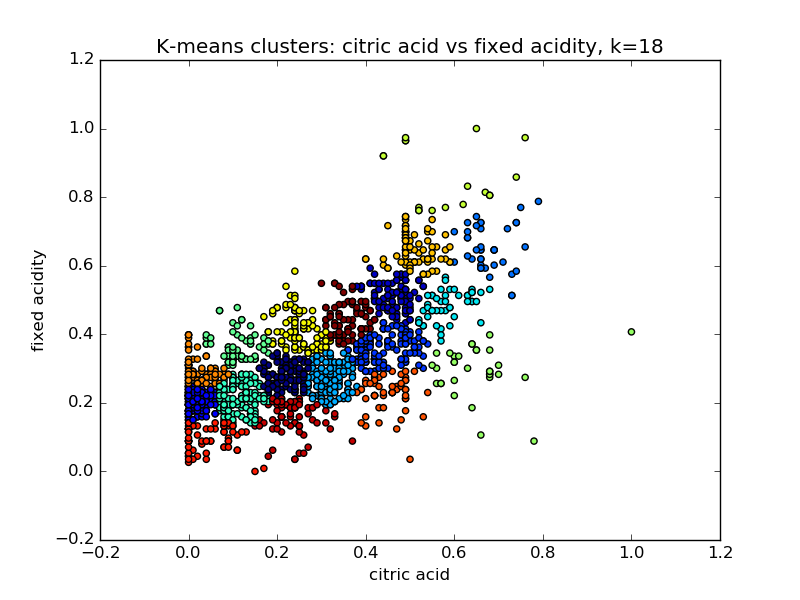 K-means clusters: citric acid vs fixed acidity, k=18
1.2
1.0
0.8
0.6
0.4
0.2
0.0
−0.2
fixed acidity
−0.2 0.0 0.2 0.4 0.6 0.8 1.0 1.2
citric acid